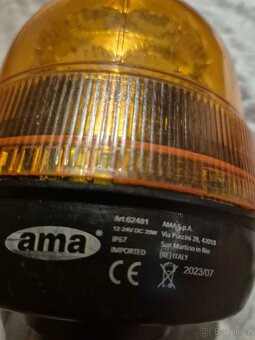 ama
Art.62481
12-24V DC 20W
IP67
IMPORTED
CE
AMA S.p.A.
Via Puccini 28, 42018
San Martino in Rio
(RE) ITALY
2023/07